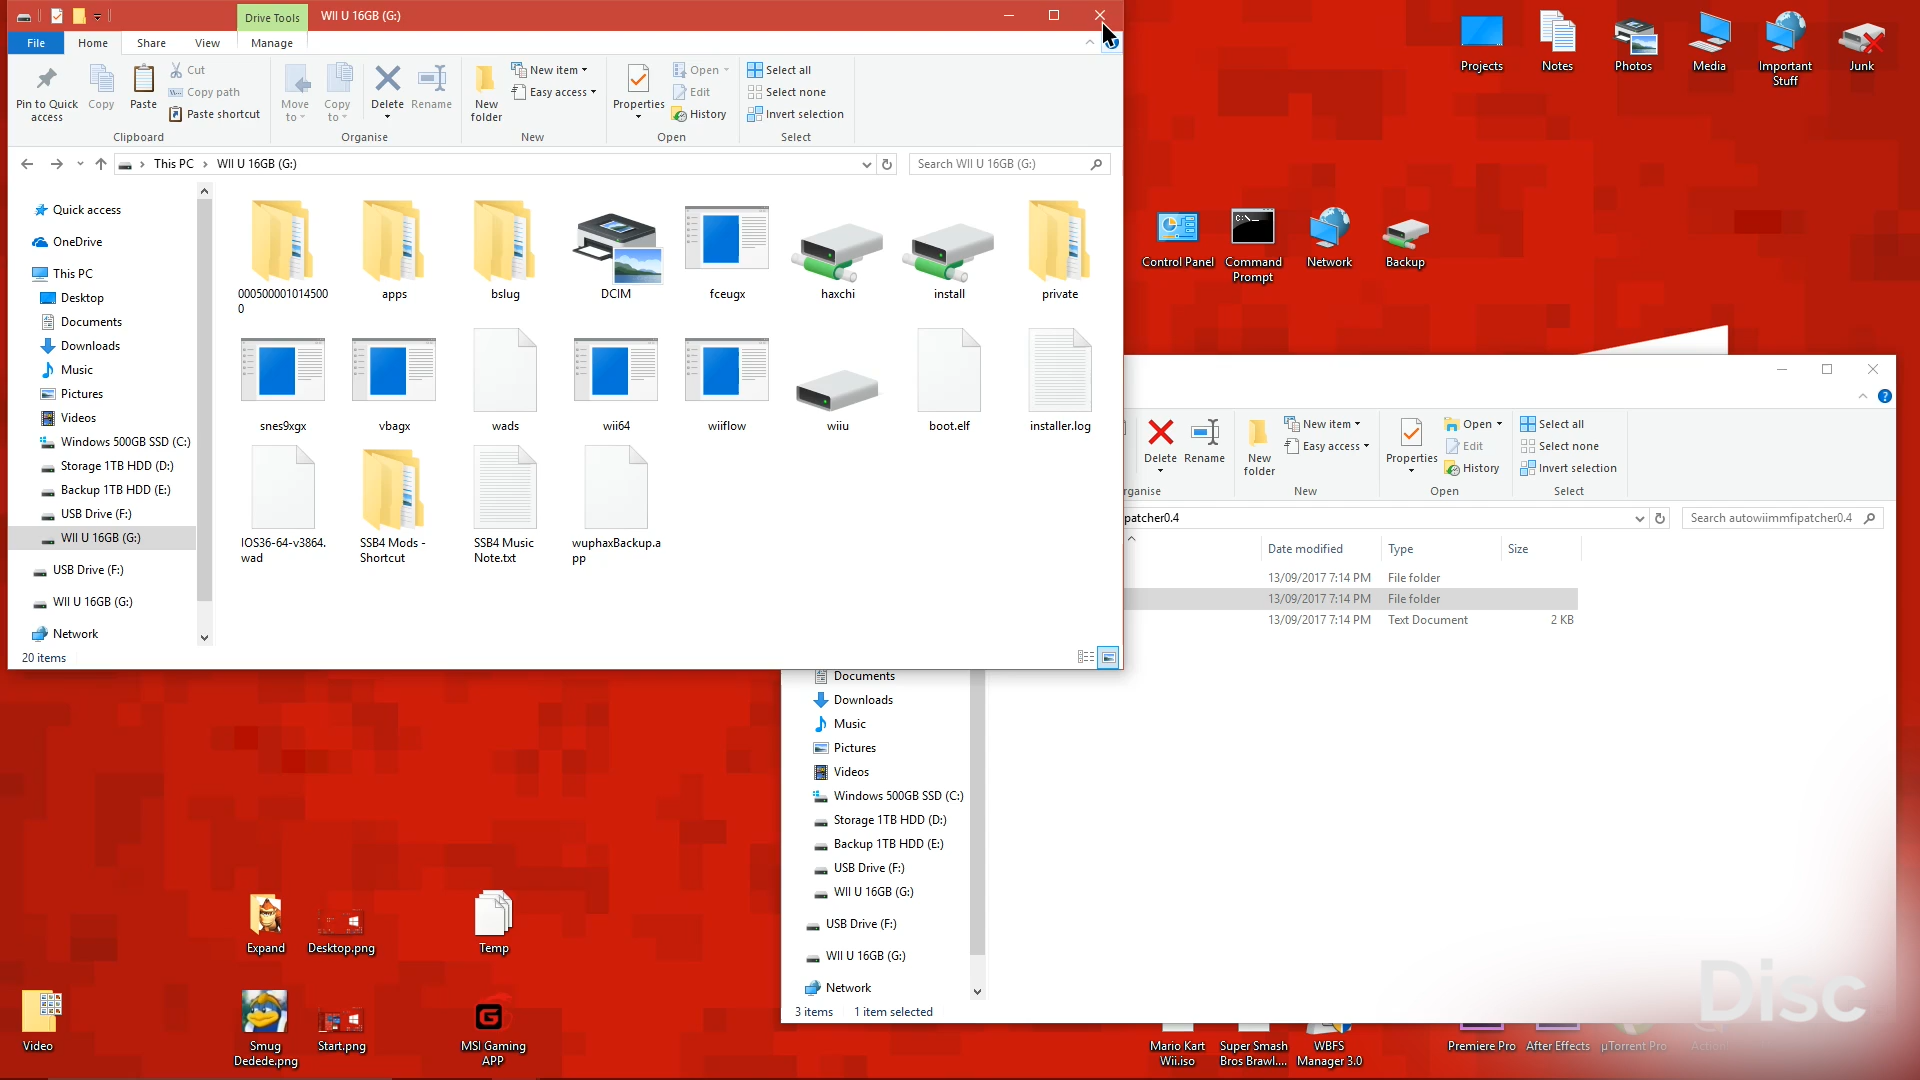 Drive Tools
WII U 16GB (G:)
File
Home
Share
View
Manage
Pin to Quick access
Copy
Paste
Cut
Copy path
Paste shortcut
Clipboard
Move to
Copy to
Delete
Rename
Organise
New folder
New item
Easy access
New
Properties
Open
Edit
History
Open
Select all
Select none
Invert selection
Select
This PC
WII U 16GB (G:)
Search WII U 16GB (G:)
Quick access
OneDrive
This PC
Desktop
Documents
Downloads
Music
Pictures
Videos
Windows 500GB SSD (C:)
Storage 1TB HDD (D:)
Backup 1TB HDD (E:)
USB Drive (F:)
WII U 16GB (G:)
USB Drive (F:)
WII U 16GB (G:)
Network
20 items
000500001014500
0
apps
bslug
DCIM
fceugx
haxchi
install
private
snes9xgx
vbagx
wads
wii64
wiiflow
wiiu
boot.elf
installer.log
IOS36-64-v3864.
wad
SSB4 Mods -
Shortcut
SSB4 Music
Note.txt
wuphaxBackup.a
pp
Projects
Notes
Photos
Media
Important
Stuff
Junk
Control Panel
Command
Prompt
Network
Backup
C:\_
Delete
Rename
rganise
New folder
New item
Easy access
New
Properties
Open
Edit
History
Open
Select all
Select none
Invert selection
Select
patcher0.4
Search autowiimmfipatcher0.4
Date modified
Type
Size
13/09/2017 7:14 PM File folder
13/09/2017 7:14 PM File folder
13/09/2017 7:14 PM Text Document 2 KB
Documents
Downloads
Music
Pictures
Videos
Windows 500GB SSD (C:)
Storage 1TB HDD (D:)
Backup 1TB HDD (E:)
USB Drive (F:)
WII U 16GB (G:)
USB Drive (F:)
WII U 16GB (G:)
Network
3 items
1 item selected
Expand
Desktop.png
Temp
Video
Smug
Dedede.png
Start.png
MSI Gaming
APP
Mario Kart
Wii.iso
Super Smash
Bros Brawl....
WBFS
Manager 3.0
Premiere Pro
After Effects
µTorrent Pro
Action!
Disc